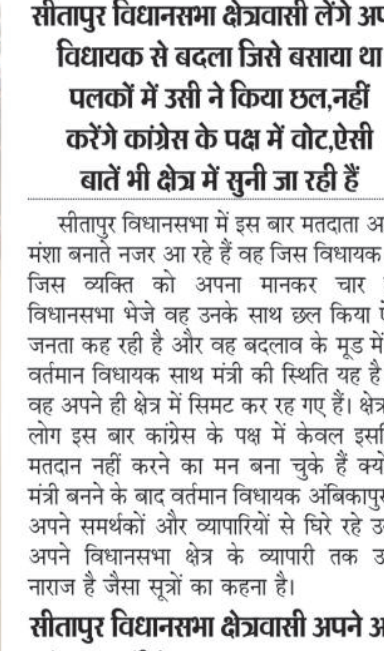 सीतापुर विधानसभा क्षेत्रवासी लेंगे
विधायक से बदला जिसे बसाया था
पलकों में उसी ने किया छल,नहीं
करेंगे कांग्रेस के पक्ष में वोट,ऐसी
बातें भी क्षेत्र में सुनी जा रही हैं
सीतापुर विधानसभा में इस बार मतदाता
मंशा बनाते नजर आ रहे हैं वह जिस विधायक
जिस व्यक्ति को अपना मानकर चार
विधानसभा भेजे वह उनके साथ छल किया
जनता कह रही है और वह बदलाव के मूड में
वर्तमान विधायक साथ मंत्री की स्थिति यह है
वह अपने ही क्षेत्र में सिमट कर रह गए हैं। क्षेत्र
लोग इस बार कांग्रेस के पक्ष में केवल
मतदान नहीं करने का मन बना चुके हैं
मंत्री बनने के बाद वर्तमान विधायक
अपने समर्थकों और व्यापारियों से घिरे रहे
अपने विधानसभा क्षेत्र के व्यापारी तक
नाराज है जैसा सूत्रों का कहना है।
सीतापुर विधानसभा क्षेत्रवासी अपने